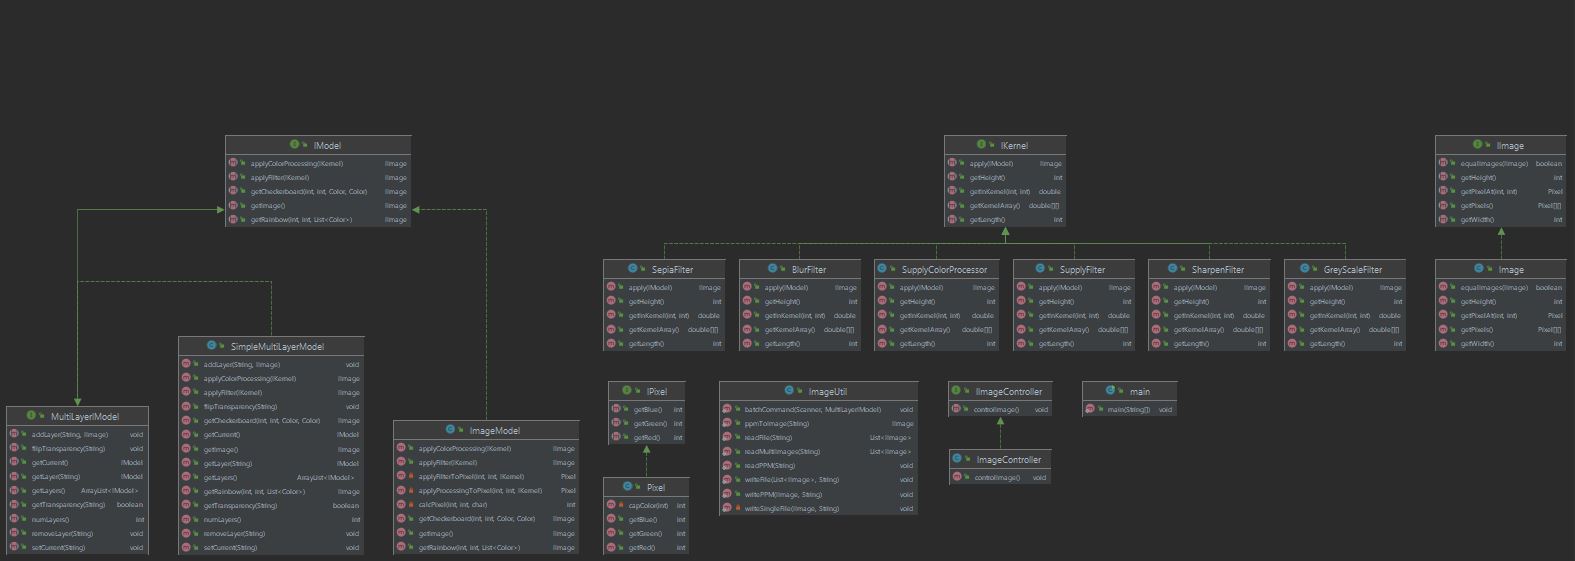 IModel
applyColorProcessing(IKernel) IImage
applyFilter(IKernel) IImage
getCheckerboard(int, int, Color, Color) IImage
getImage() IImage
getRainbow(int, int, List<Color>) IImage
IKernel
apply(IModel) IImage
getHeight() int
getInKernel(int, int) double
getKernelArray() double[][]
getLength() int
IImage
equalImages(IImage) boolean
getHeight() int
getPixelAt(int, int) Pixel
getPixels() Pixel[][]
getWidth() int
SepiaFilter
apply(IModel) IImage
getHeight() int
getInKernel(int, int) double
getKernelArray() double[][]
getLength() int
BlurFilter
apply(IModel) IImage
getHeight() int
getInKernel(int, int) double
getKernelArray() double[][]
getLength() int
SupplyColorProcessor
apply(IModel) IImage
getHeight() int
getInKernel(int, int) double
getKernelArray() double[][]
getLength() int
SupplyFilter
apply(IModel) IImage
getHeight() int
getInKernel(int, int) double
getKernelArray() double[][]
getLength() int
SharpenFilter
apply(IModel) IImage
getHeight() int
getInKernel(int, int) double
getKernelArray() double[][]
getLength() int
GreyScaleFilter
apply(IModel) IImage
getHeight() int
getInKernel(int, int) double
getKernelArray() double[][]
getLength() int
Image
equalImages(IImage) boolean
getHeight() int
getPixelAt(int, int) Pixel
getPixels() Pixel[][]
getWidth() int
MultiLayerIModel
addLayer(String, IImage) void
flipTransparency(String) void
getCurrent() IModel
getLayer(String) IModel
getLayers() ArrayList<IModel>
getTransparency(String) boolean
numLayers() int
removeLayer(String) void
setCurrent(String) void
SimpleMultiLayerModel
addLayer(String, IImage) void
applyColorProcessing(IKernel) IImage
applyFilter(IKernel) IImage
flipTransparency(String) void
getCheckerboard(int, int, Color, Color) IImage
getCurrent() IModel
getImage() IImage
getLayer(String) IModel
getLayers() ArrayList<IModel>
getRainbow(int, int, List<Color>) IImage
getTransparency(String) boolean
numLayers() int
removeLayer(String) void
setCurrent(String) void
ImageModel
applyColorProcessing(IKernel) IImage
applyFilter(IKernel) IImage
applyFilterToPixel(int, int, IKernel) Pixel
applyProcessingToPixel(int, int, IKernel) Pixel
calcPixel(int, int, char) int
getCheckerboard(int, int, Color, Color) IImage
getImage() IImage
getRainbow(int, int, List<Color>) IImage
IPixel
getBlue() int
getGreen() int
getRed() int
Pixel
capColor(int) int
getBlue() int
getGreen() int
getRed() int
ImageUtil
batchCommand(Scanner, MultiLayerIModel) void
ppmToImage(String) IImage
readFile(String) List<IImage>
readMultiImages(String) List<IImage>
readPPM(String) void
writeFile(List<IImage>, String) void
writePPM(IImage, String) void
writeSingleFile(IImage, String) void
IImageController
controlImage() void
ImageController
controlImage() void
main
main(String[]) void